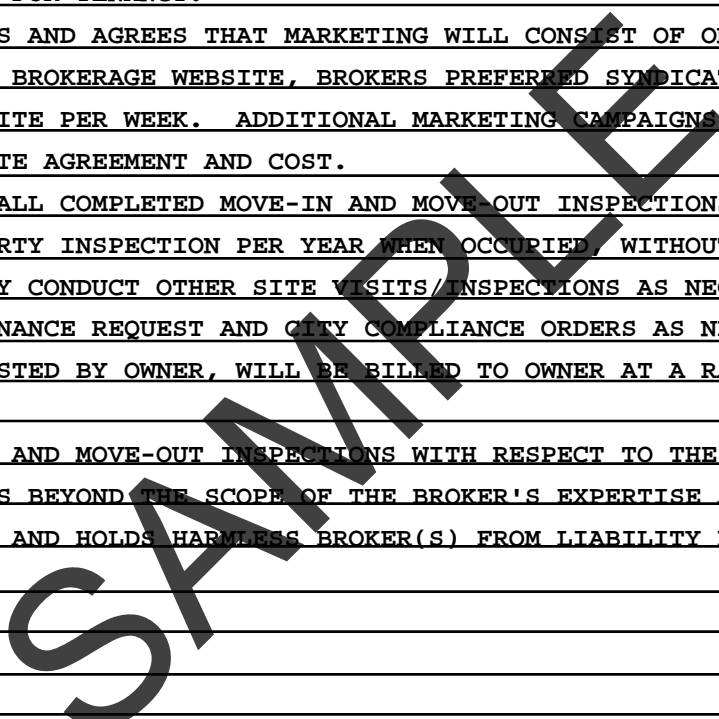 FOR TENANCY.
S AND AGREES THAT MARKETING WILL CONSIST OF O
BROKERAGE WEBSITE, BROKERS PREFERRED SYNDICAT
ITE PER WEEK. ADDITIONAL MARKETING CAMPAIGNS
TE AGREEMENT AND COST.
ALL COMPLETED MOVE-IN AND MOVE-OUT INSPECTIONS
RTY INSPECTION PER YEAR WHEN OCCUPIED, WITHOUT
Y CONDUCT OTHER SITE VISITS/INSPECTIONS AS NE
NANCE REQUEST AND CITY COMPLIANCE ORDERS AS N
STED BY OWNER, WILL BE BILLED TO OWNER AT A R
AND MOVE-OUT INSPECTIONS WITH RESPECT TO THE
S BEYOND THE SCOPE OF THE BROKER'S EXPERTISE
AND HOLDS HARMLESS BROKER(S) FROM LIABILITY
SAMPLE